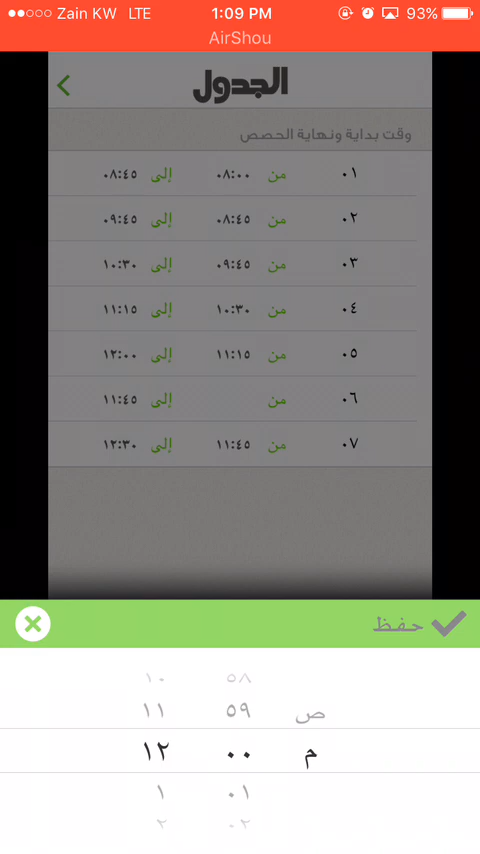 Zain KW LTE 1:09 PM 93%
AirShou
الجدول
وقت بداية ونهاية الحصص
٠١ من ٠٨:٠٠ إلى ٠٨:٤٥
٠٢ من ٠٨:٤٥ إلى ٠٩:٤٥
٠٣ من ٠٩:٤٥ إلى ١٠:٣٠
٠٤ من ١٠:٣٠ إلى ١١:١٥
٠٥ من ١١:١٥ إلى ١٢:٠٠
٠٦ من إلى ١١:٤٥
٠٧ من ١١:٤٥ إلى ١٢:٣٠
حفظ
١٠ ٥٨
١١ ٥٩ ص
١٢ ٠٠ م
١ ٠١
٢ ٠٢